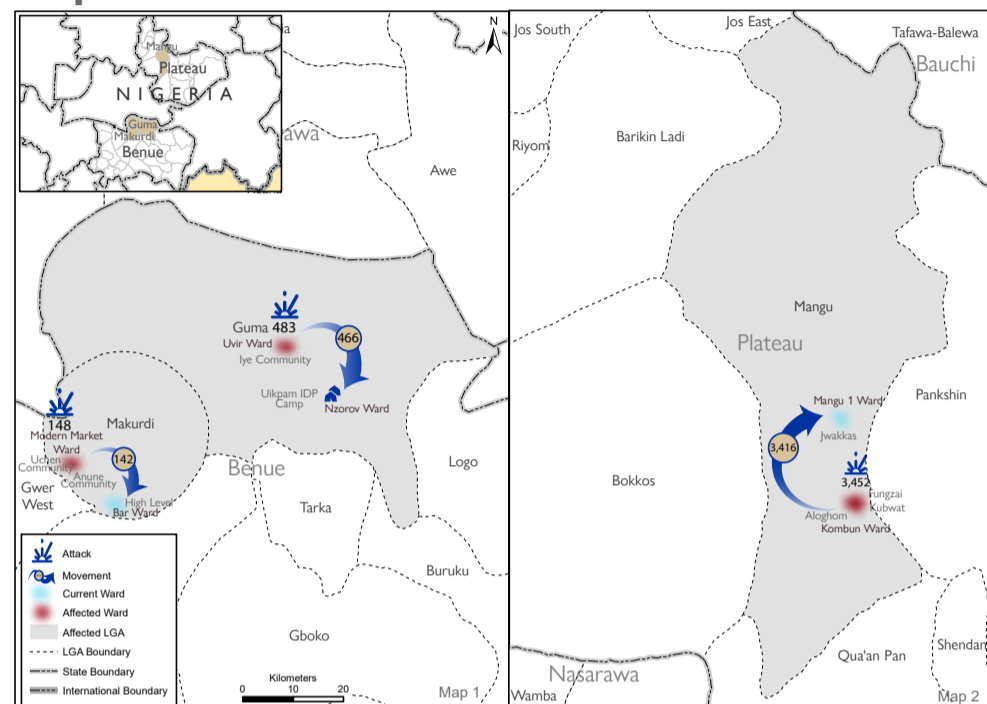 Mangu
Plateau
NIGERIA
Guma
Makurdi
Benue
N
Awe
Guma 483
Uvir Ward
Iye Community
466
Uikpam IDP
Camp
Nzorov Ward
148
Modern Market
Ward
Makurdi
Community
142
Anune
Community
High Level
Bar Ward
Gwer
West
Benue
Logo
Tarka
Buruku
Gboko
Attack
Movement
Current Ward
Affected Ward
Affected LGA
LGA Boundary
State Boundary
International Boundary
Kilometers
0 10 20
Map 1
Jos South
Jos East
Tafawa-Balewa
Bauchi
Riyom
Barikin Ladi
Mangu
Plateau
Mangu 1 Ward
Pankshin
Jwakkas
3,416
3,452
Bokkos
Fungzai
Kubwat
Aloghom
Kombun Ward
Qua'an Pan
Shendan
Nasarawa
Wamba
Map 2